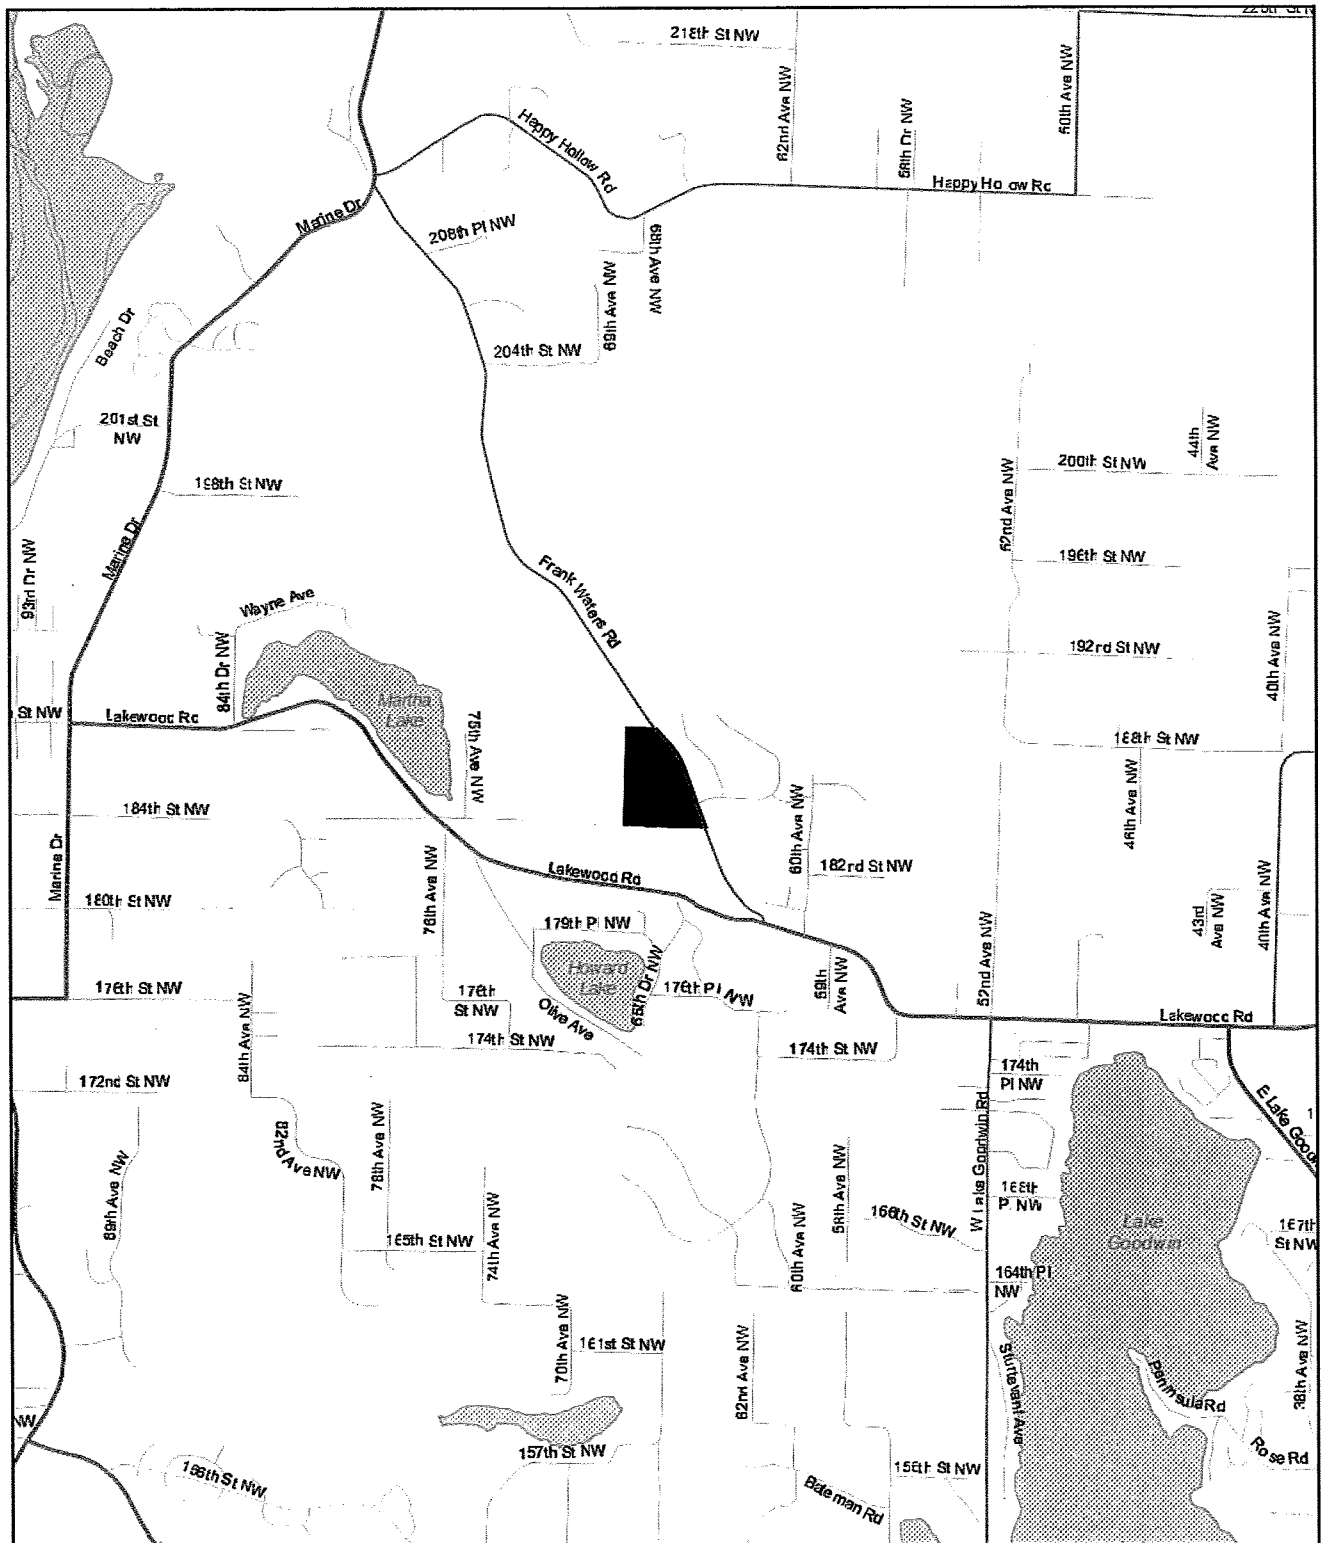 218th St NW
62nd Ave NW
58th Dr NW
50th Ave NW
Happy Hollow Rd
Happy Hollow Rd
Marine Dr
208th Pl NW
68th Ave NW
69th Ave NW
Beach Dr
204th St NW
201st St
NW
198th St NW
44th
Ave NW
200th St NW
52nd Ave NW
196th St NW
Marine Dr
93rd Dr NW
Frank Waters Rd
Wayne Ave
84th Dr NW
192nd St NW
40th Ave NW
Martha
Lake
St NW
Lakewood Rd
75th Ave NW
188th St NW
46th Ave NW
184th St NW
60th Ave NW
Marine Dr
Lakewood Rd
182nd St NW
76th Ave NW
180th St NW
179th Pl NW
43rd
Ave NW
40th Ave NW
52nd Ave NW
Howard
Lake
65th Dr NW
59th
Ave NW
176th St NW
176th
St NW
176th Pl NW
Olive Ave
Lakewood Rd
84th Ave NW
174th St NW
174th St NW
174th
Pl NW
172nd St NW
W Lake Goodwin Rd
E Lake Goodw
82nd Ave NW
78th Ave NW
89th Ave NW
74th Ave NW
58th Ave NW
168th
Pl NW
166th St NW
Lake
Goodwin
167th
St NW
165th St NW
60th Ave NW
164th Pl
NW
70th Ave NW
161st St NW
62nd Ave NW
Sturtevant Ave
Peninsula Rd
38th Ave NW
NW
157th St NW
Rose Rd
156th St NW
Bateman Rd
156th St NW